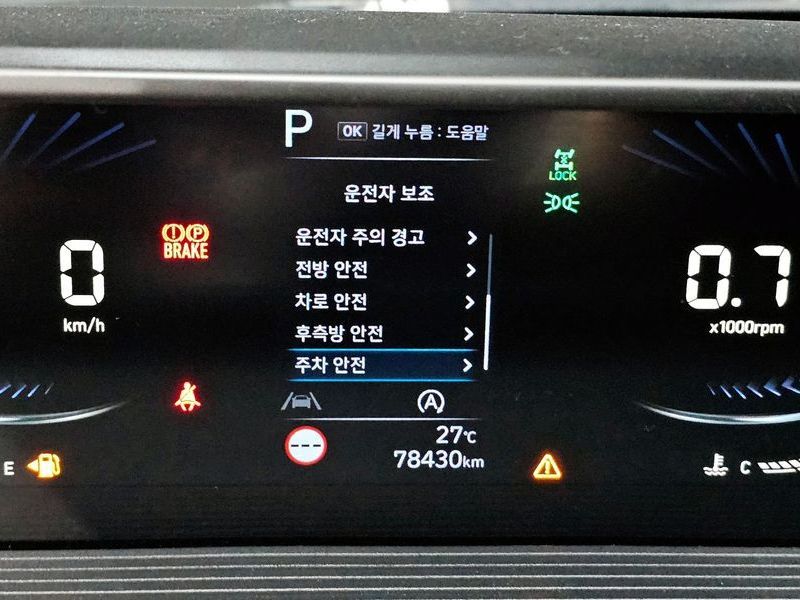 P OK 길게 누름 : 도움말
LOCK
운전자 보조
BRAKE
운전자 주의 경고
전방 안전
차로 안전
후측방 안전
주차 안전
0
km/h
0.7
x1000rpm
A
---
27℃
78430km
E
C